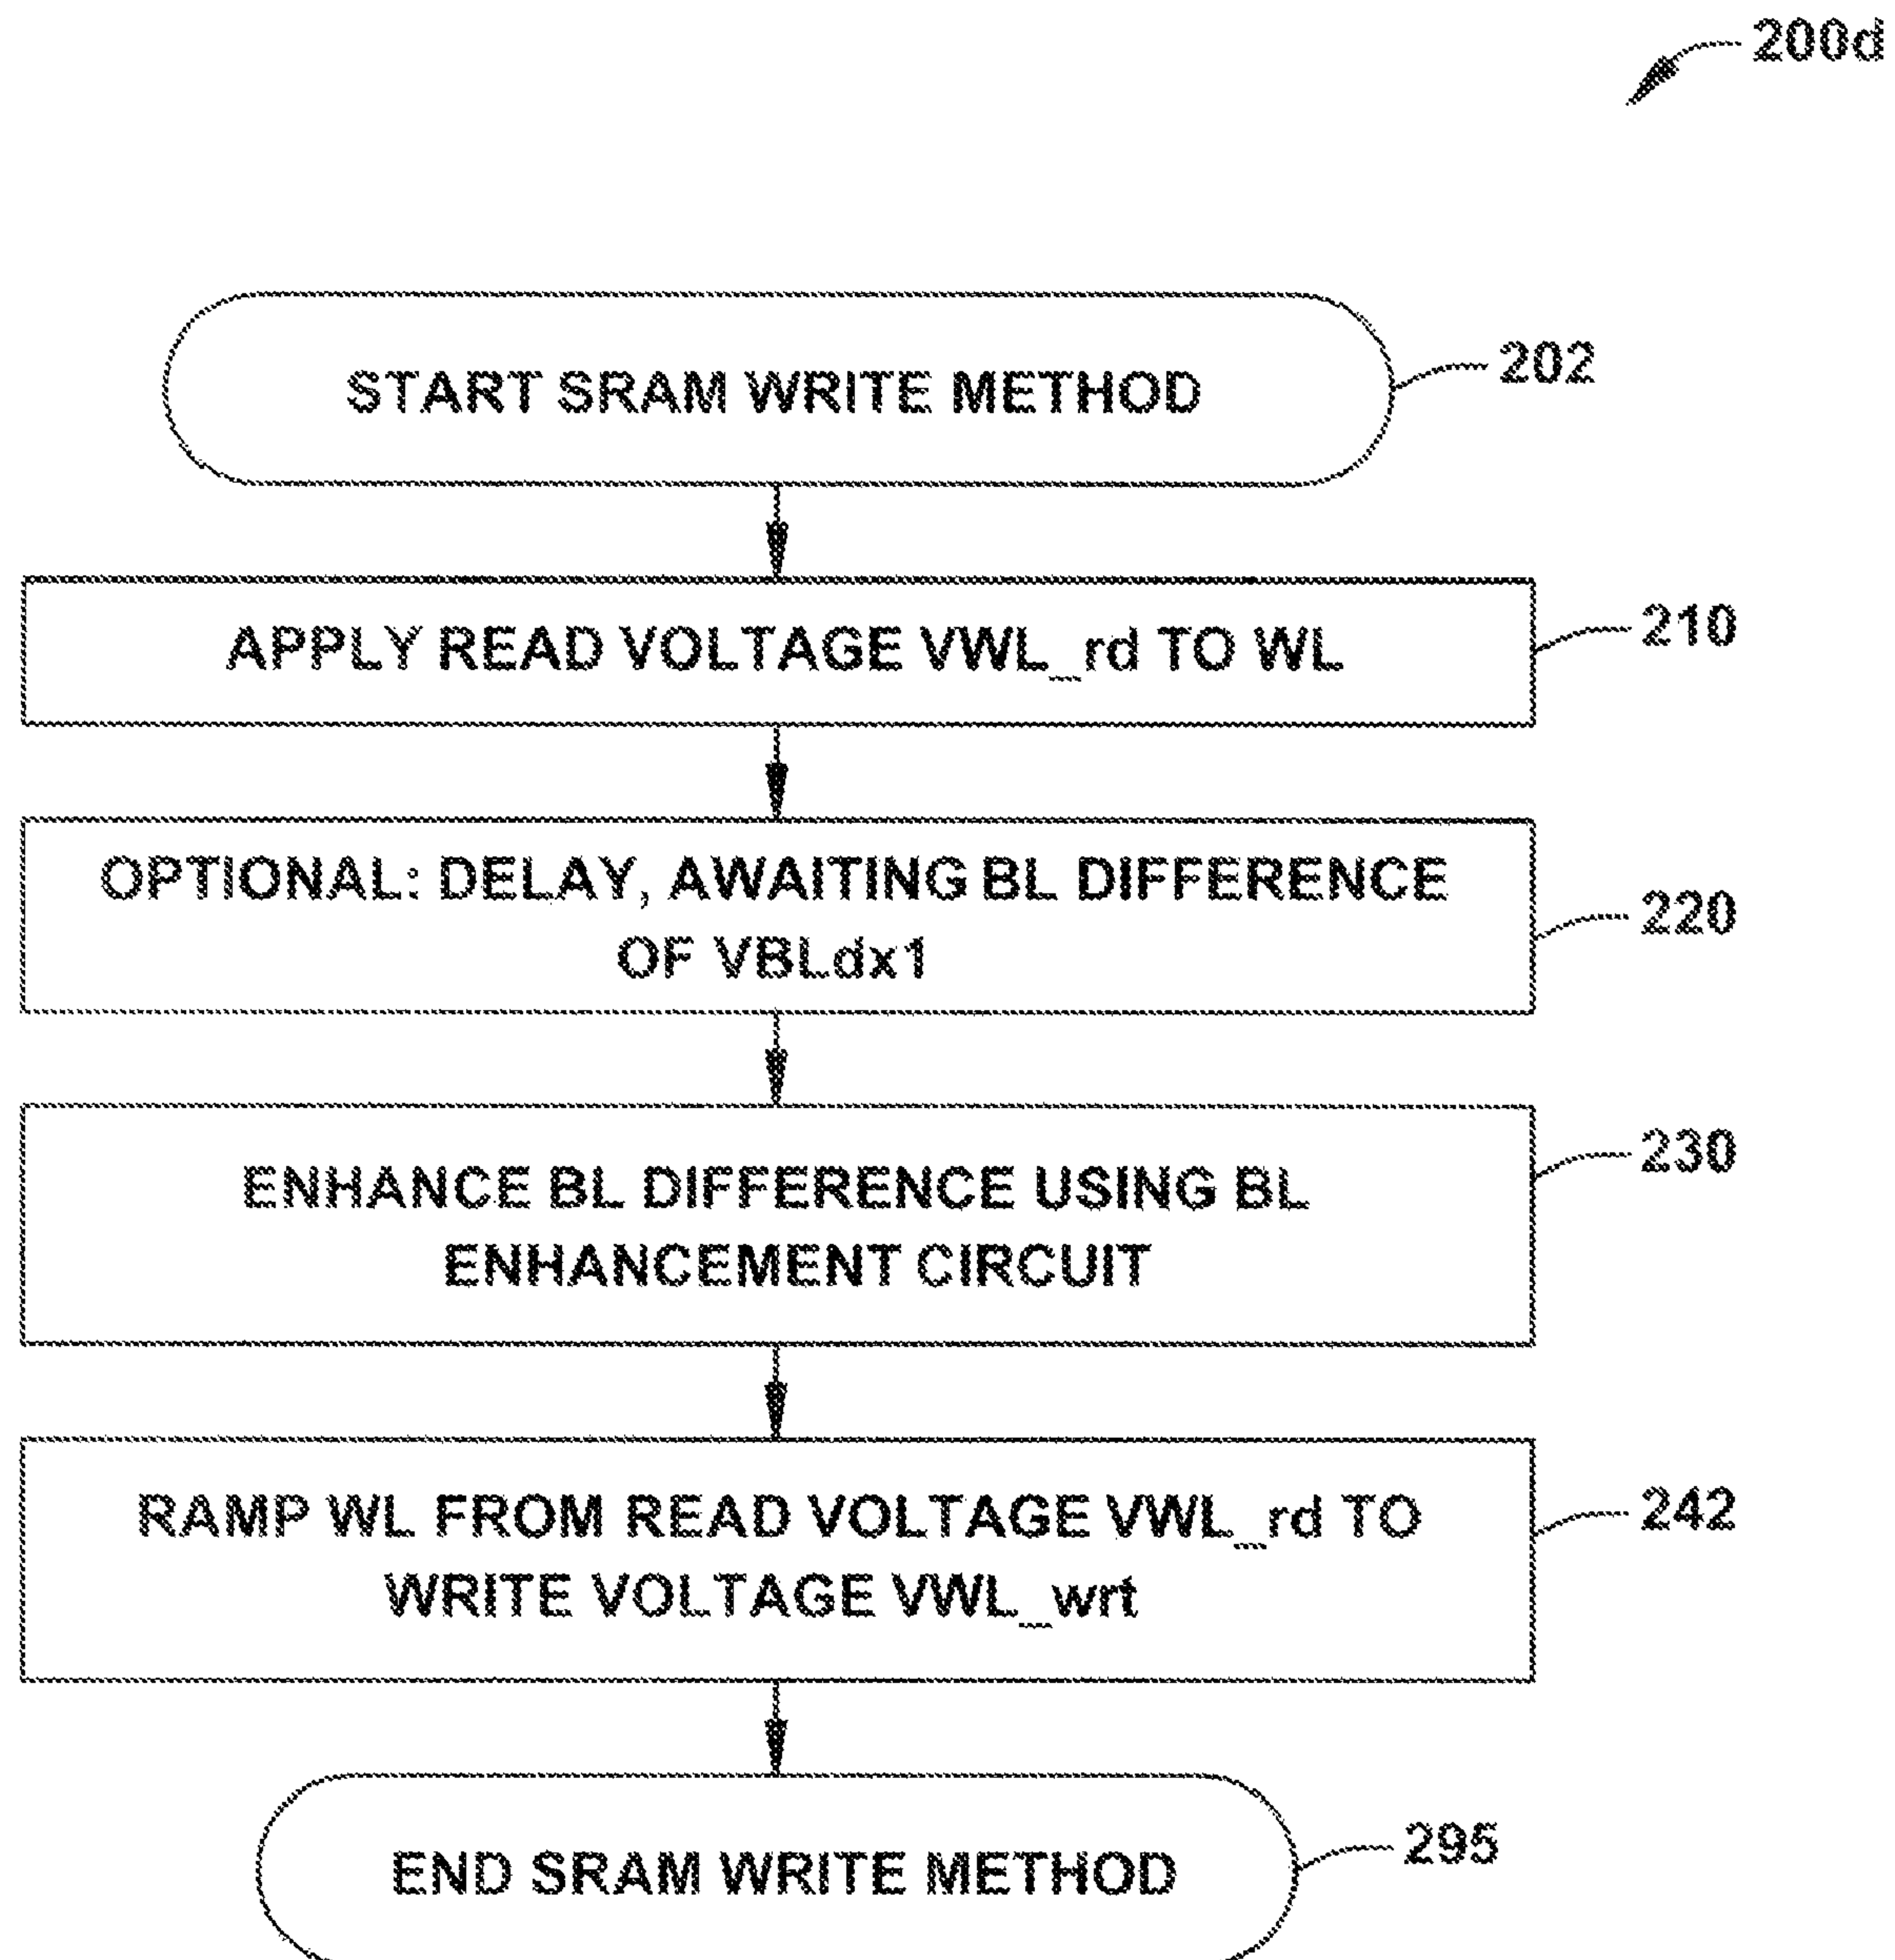 200d
START SRAM WRITE METHOD
202
APPLY READ VOLTAGE VWL_rd TO WL
210
OPTIONAL: DELAY, AWAITING BL DIFFERENCE
OF VBLdx1
220
ENHANCE BL DIFFERENCE USING BL
ENHANCEMENT CIRCUIT
230
RAMP WL FROM READ VOLTAGE VWL_rd TO
WRITE VOLTAGE VWL_wrt
242
END SRAM WRITE METHOD
295